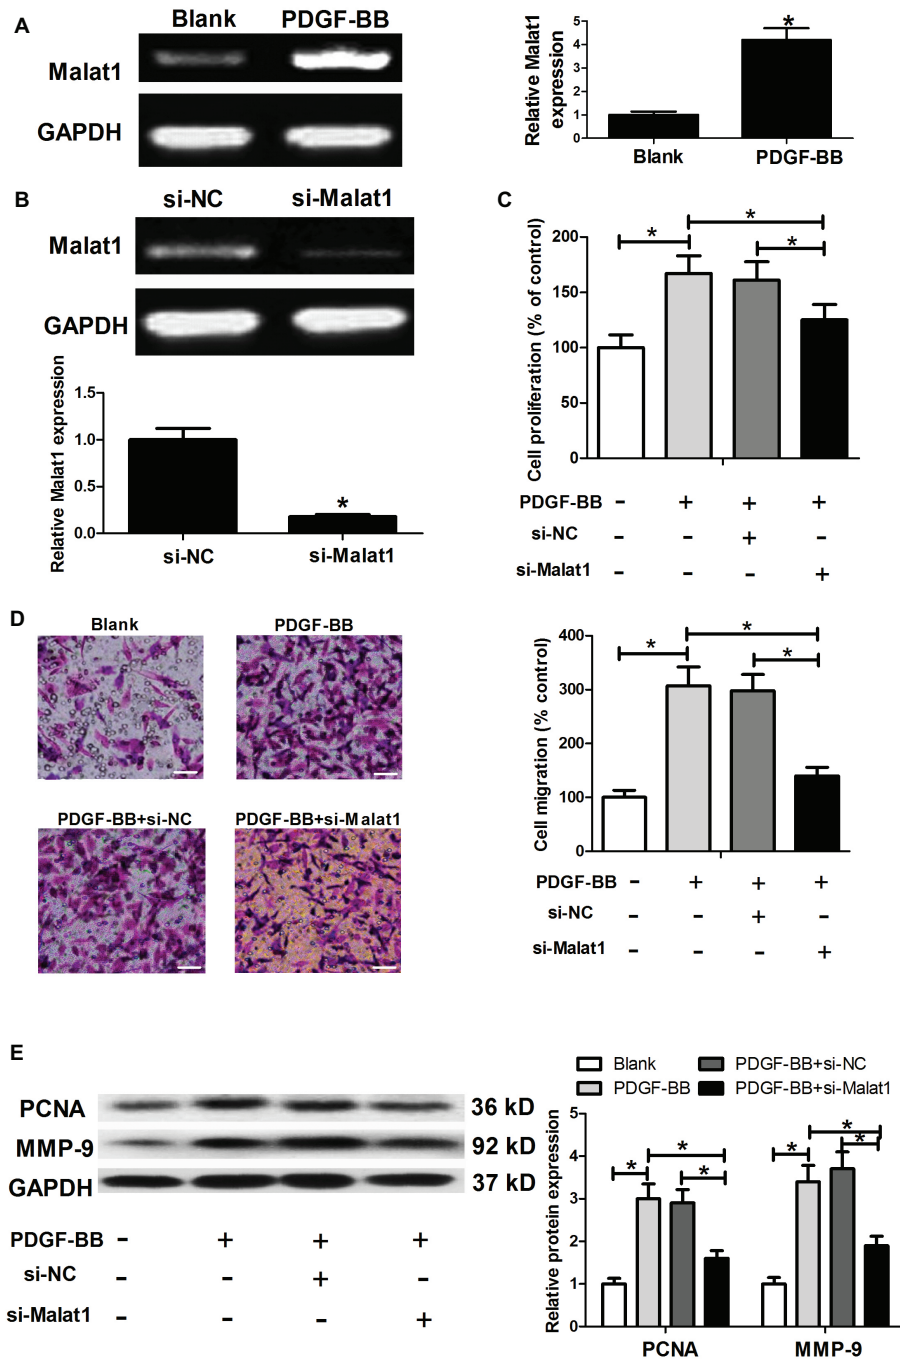 A
Blank PDGF-BB
Malat1
GAPDH
Relative Malat1
expression
5
4
3
2
1
0
*
Blank PDGF-BB
B
si-NC si-Malat1
Malat1
GAPDH
Relative Malat1 expression
1.5
1.0
0.5
0.0
*
si-NC si-Malat1
C
Cell proliferation (% of control)
200
150
100
50
0
*
* *
PDGF-BB - + + +
si-NC - - + -
si-Malat1 - - - +
D
Blank PDGF-BB
PDGF-BB+si-NC PDGF-BB+si-Malat1
Cell migration (% control)
400
300
200
100
0
*
* *
PDGF-BB - + + +
si-NC - - + -
si-Malat1 - - - +
E
PCNA 36 kD
MMP-9 92 kD
GAPDH 37 kD
PDGF-BB - + + +
si-NC - - + -
si-Malat1 - - - +
Blank PDGF-BB+si-NC
PDGF-BB PDGF-BB+si-Malat1
Relative protein expression
5
4
3
2
1
0
* * *
* * *
PCNA MMP-9